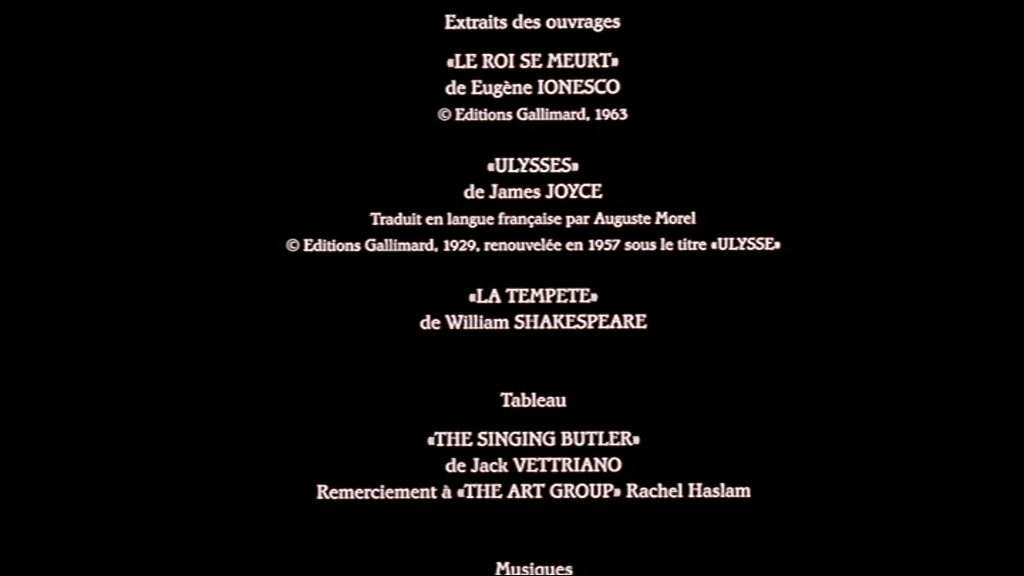 Extraits des ouvrages
«LE ROI SE MEURT»
de Eugène IONESCO
© Editions Gallimard, 1963
«ULYSSES»
de James JOYCE
Traduit en langue française par Auguste Morel
© Editions Gallimard, 1929, renouvelée en 1957 sous le titre «ULYSSE»
«LA TEMPETE»
de William SHAKESPEARE
Tableau
«THE SINGING BUTLER»
de Jack VETTRIANO
Remerciement à «THE ART GROUP» Rachel Haslam
Musiques